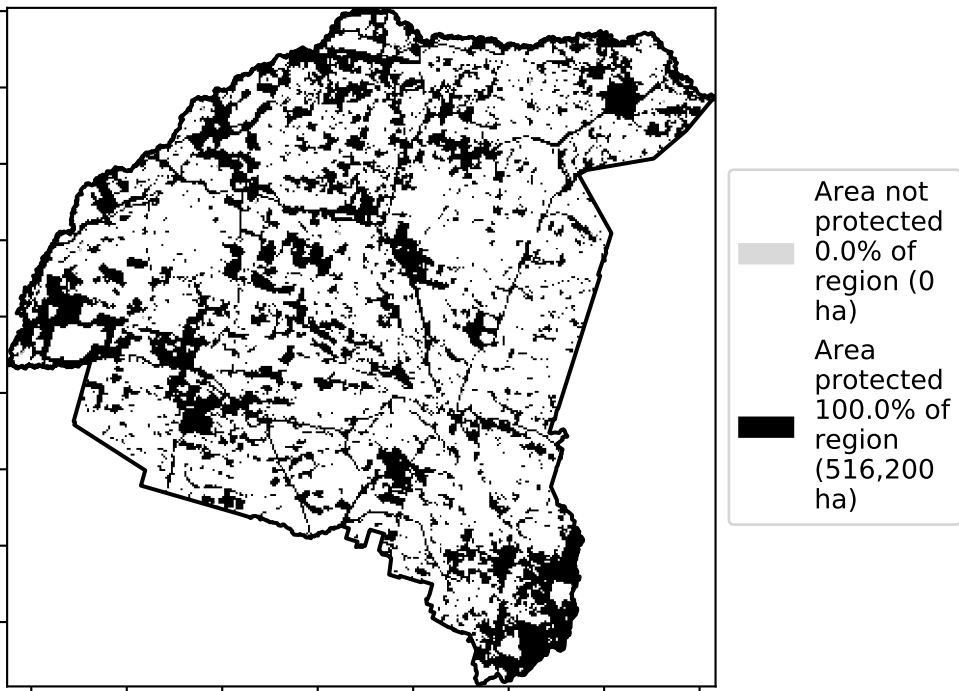 Area not
protected
0.0% of
region (0
ha)
Area
protected
100.0% of
region
(516,200
ha)